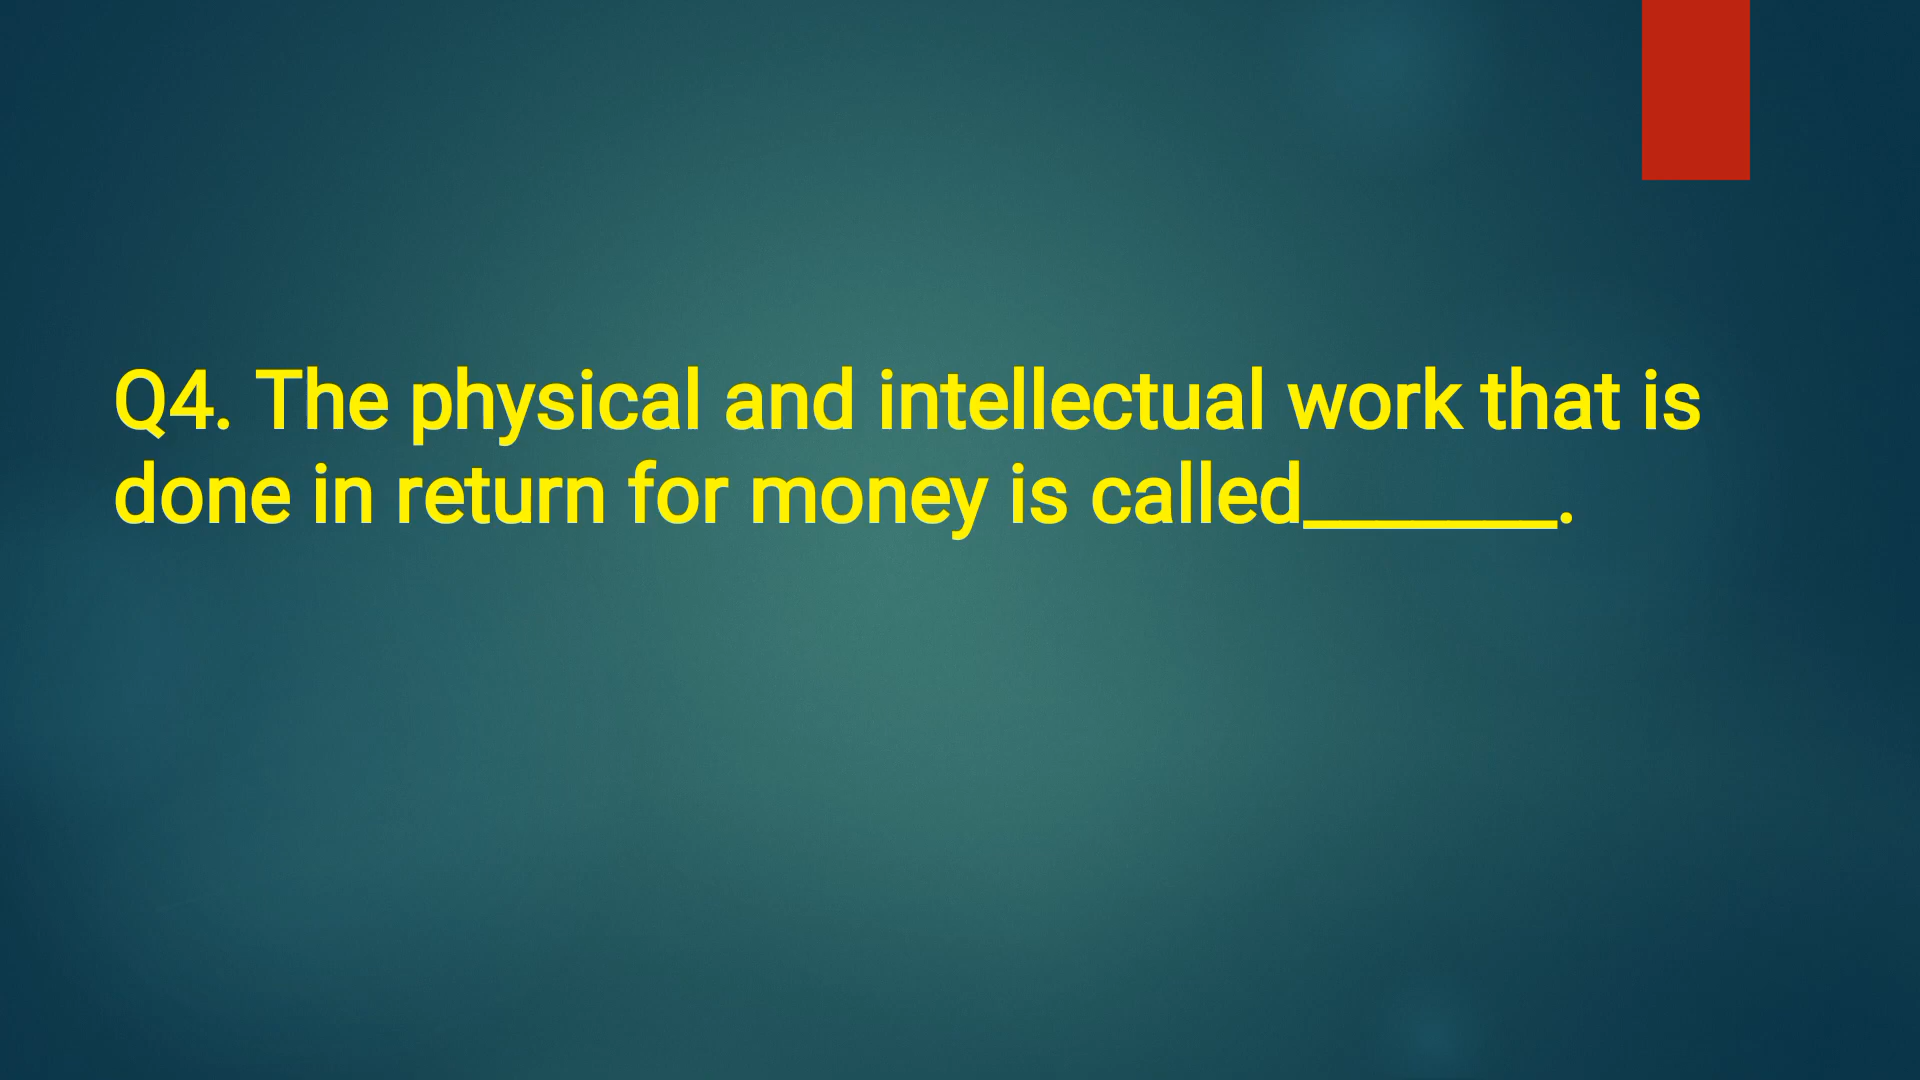 Q4. The physical and intellectual work that is
done in return for money is called_______.